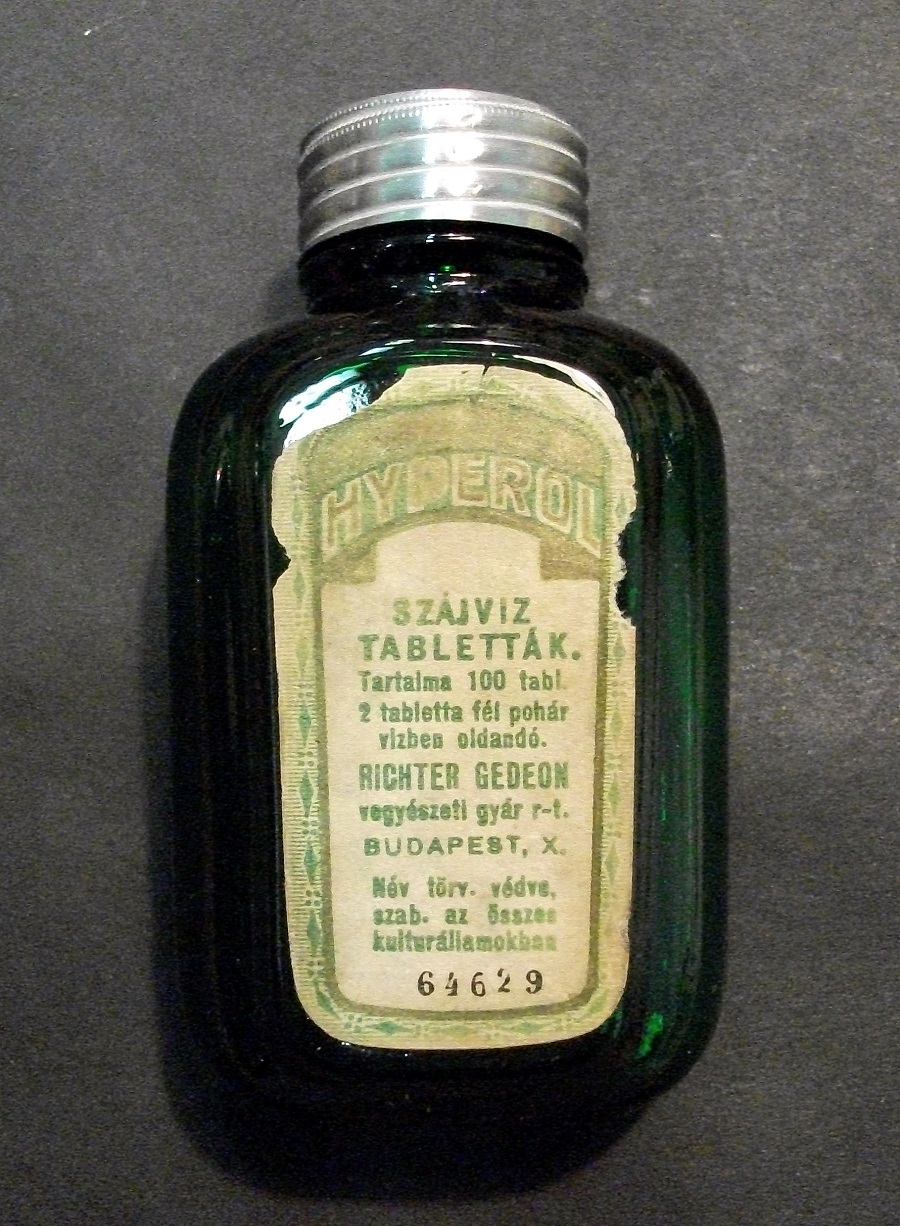 HYPEROL
SZÁJVIZ
TABLETTÁK.
Tartalma 100 tabl.
2 tabletta fél pohár
vizben oldandó.
RICHTER GEDEON
vegyészeti gyár r-t.
BUDAPEST, X.
Név törv. védve,
szab. az összes
kulturállamokban
64629